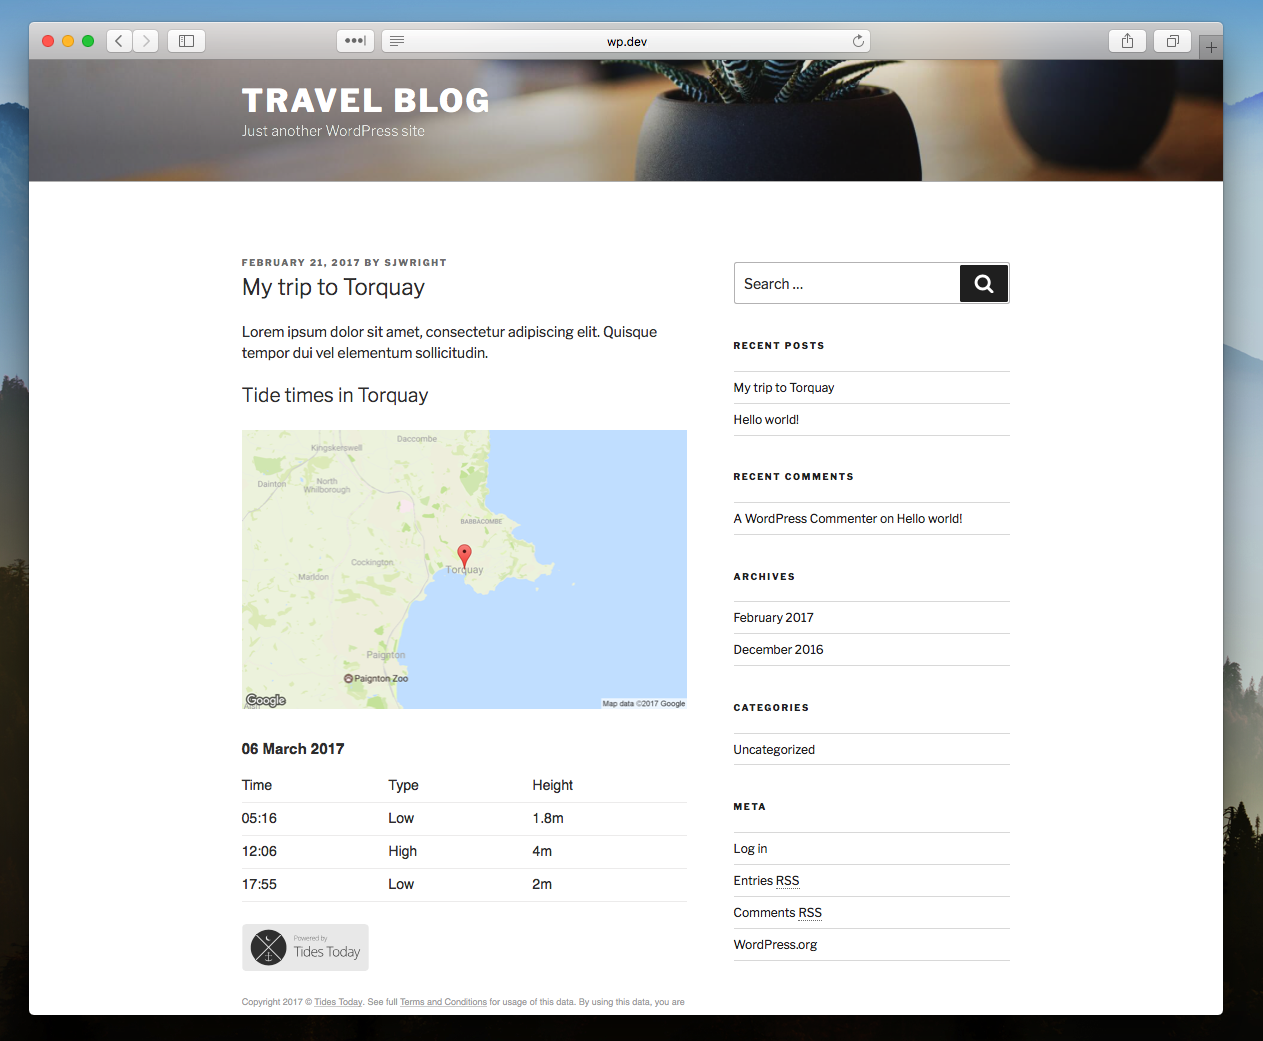 wp.dev
TRAVEL BLOG
Just another WordPress site
FEBRUARY 21, 2017 BY SJWRIGHT
My trip to Torquay
Lorem ipsum dolor sit amet, consectetur adipiscing elit. Quisque
tempor dui vel elementum sollicitudin.
Tide times in Torquay
Daccombe
Kingskerswell
Dainton
North
Whilborough
BABBACOMBE
Cockington
Torquay
Marldon
Paignton
Paignton Zoo
Google
Map data ©2017 Google
06 March 2017
Time Type Height
05:16 Low 1.8m
12:06 High 4m
17:55 Low 2m
Powered by
Tides Today
Copyright 2017 © Tides Today. See full Terms and Conditions for usage of this data. By using this data, you are
Search ...
RECENT POSTS
My trip to Torquay
Hello world!
RECENT COMMENTS
A WordPress Commenter on Hello world!
ARCHIVES
February 2017
December 2016
CATEGORIES
Uncategorized
META
Log in
Entries RSS
Comments RSS
WordPress.org